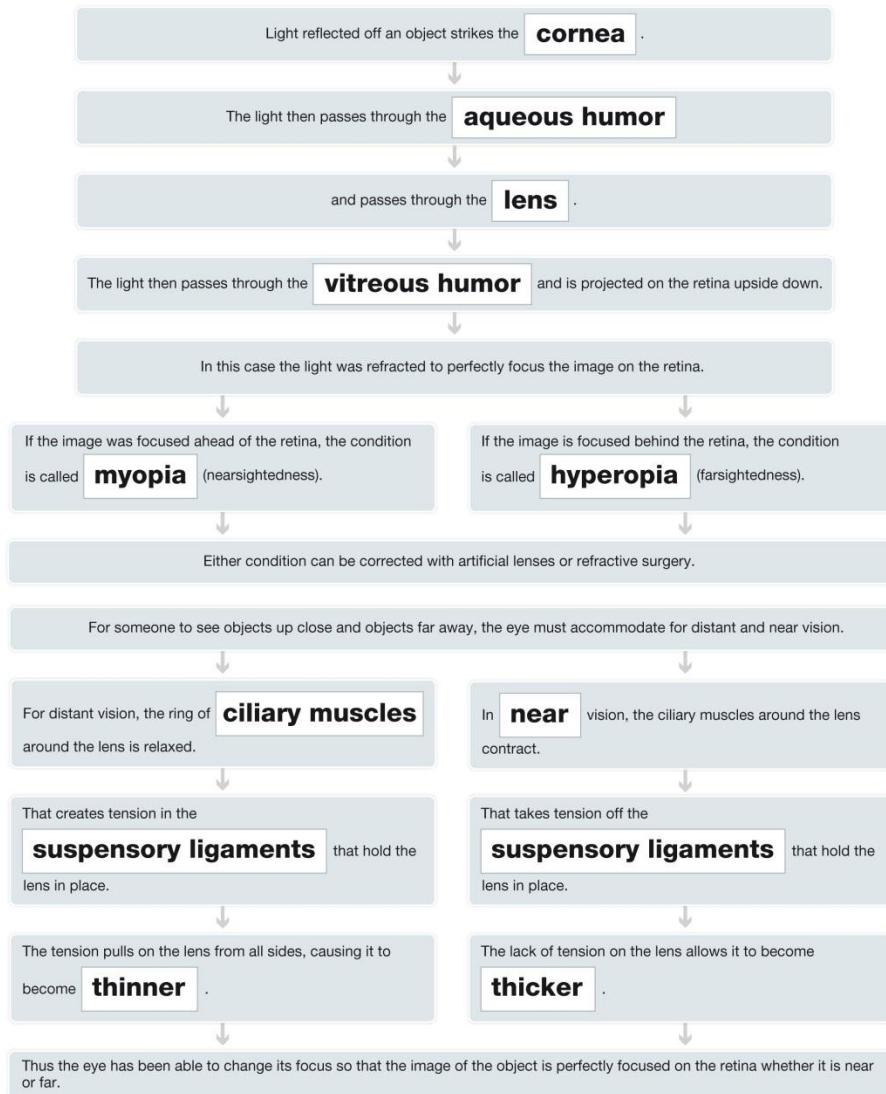 Light reflected off an object strikes the cornea .
The light then passes through the aqueous humor
and passes through the lens .
The light then passes through the vitreous humor and is projected on the retina upside down.
In this case the light was refracted to perfectly focus the image on the retina.
If the image was focused ahead of the retina, the condition
is called myopia (nearsightedness).
If the image is focused behind the retina, the condition
is called hyperopia (farsightedness).
Either condition can be corrected with artificial lenses or refractive surgery.
For someone to see objects up close and objects far away, the eye must accommodate for distant and near vision.
For distant vision, the ring of ciliary muscles
around the lens is relaxed.
In near vision, the ciliary muscles around the lens
contract.
That creates tension in the
suspensory ligaments that hold the
lens in place.
That takes tension off the
suspensory ligaments that hold the
lens in place.
The tension pulls on the lens from all sides, causing it to
become thinner .
The lack of tension on the lens allows it to become
thicker .
Thus the eye has been able to change its focus so that the image of the object is perfectly focused on the retina whether it is near
or far.